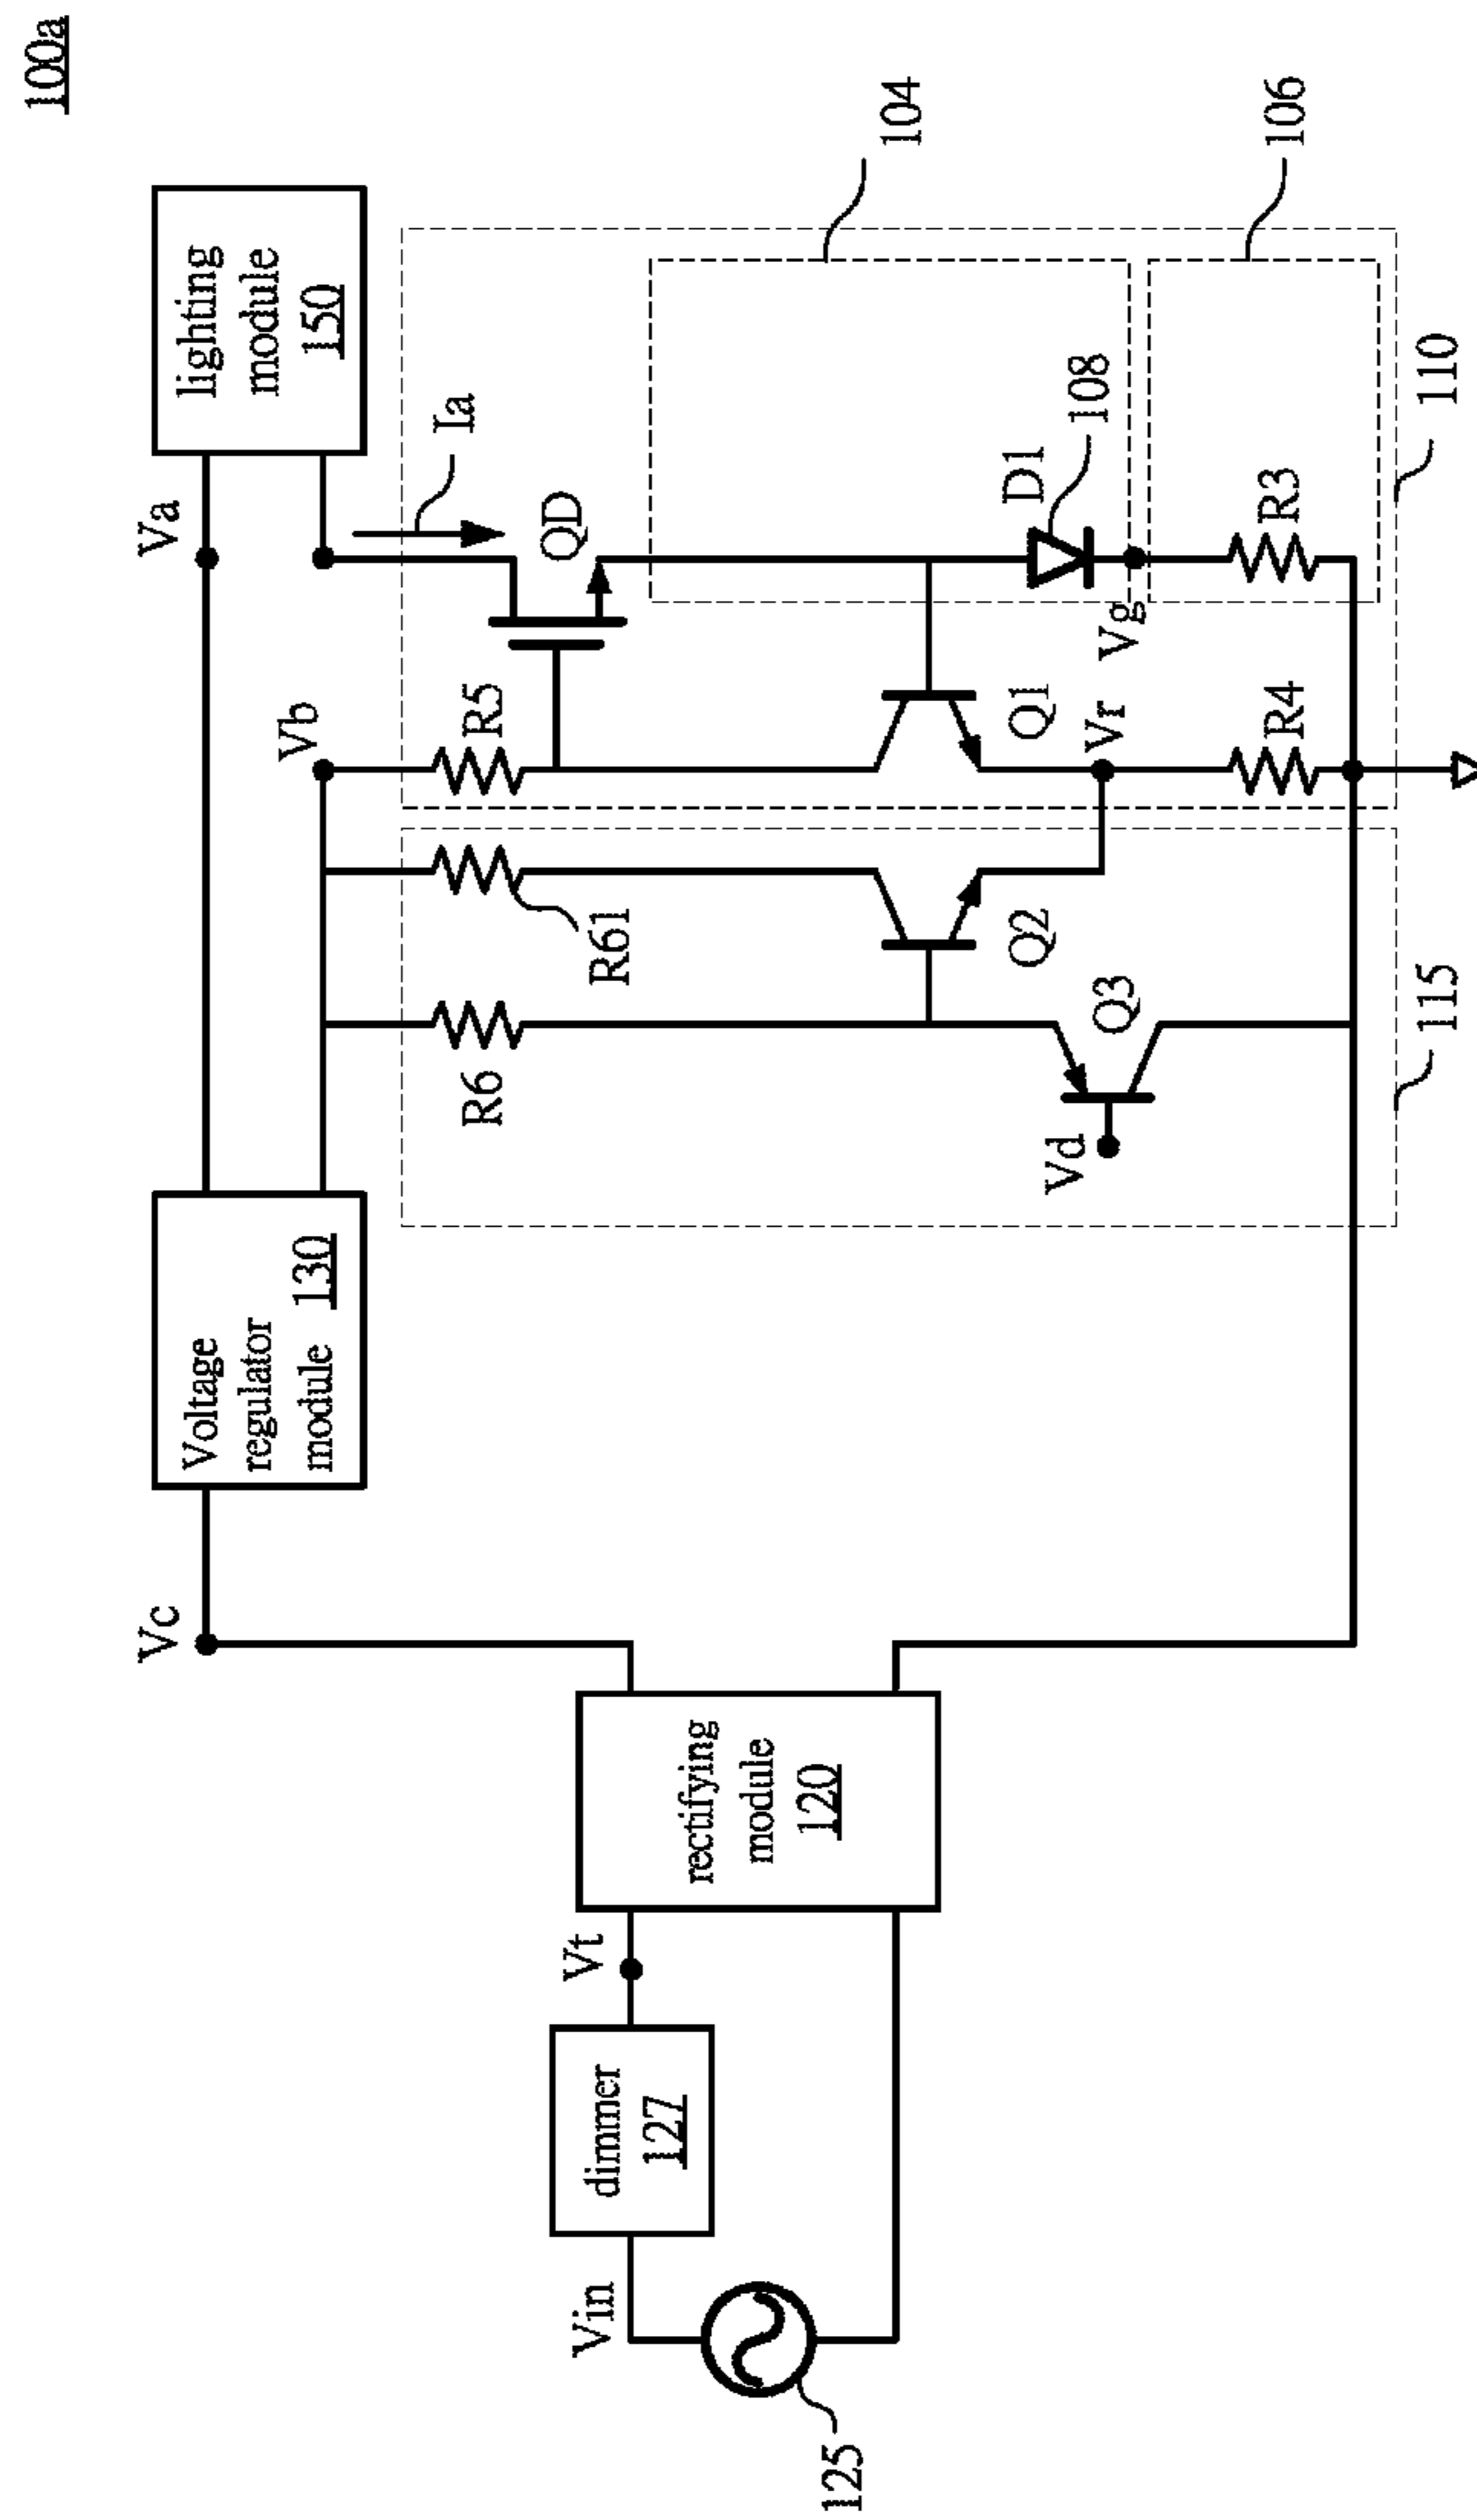 100a
lighting
module
150
Va
Ia
104
106
QD
D1
108
110
Vb
R5
R3
Vg
Q1
Vr
R4
R61
R6
Q2
Q3
Vd
115
Voltage
regulator
module 130
Vc
rectifying
module
120
Vt
dimmer
127
Vin
125